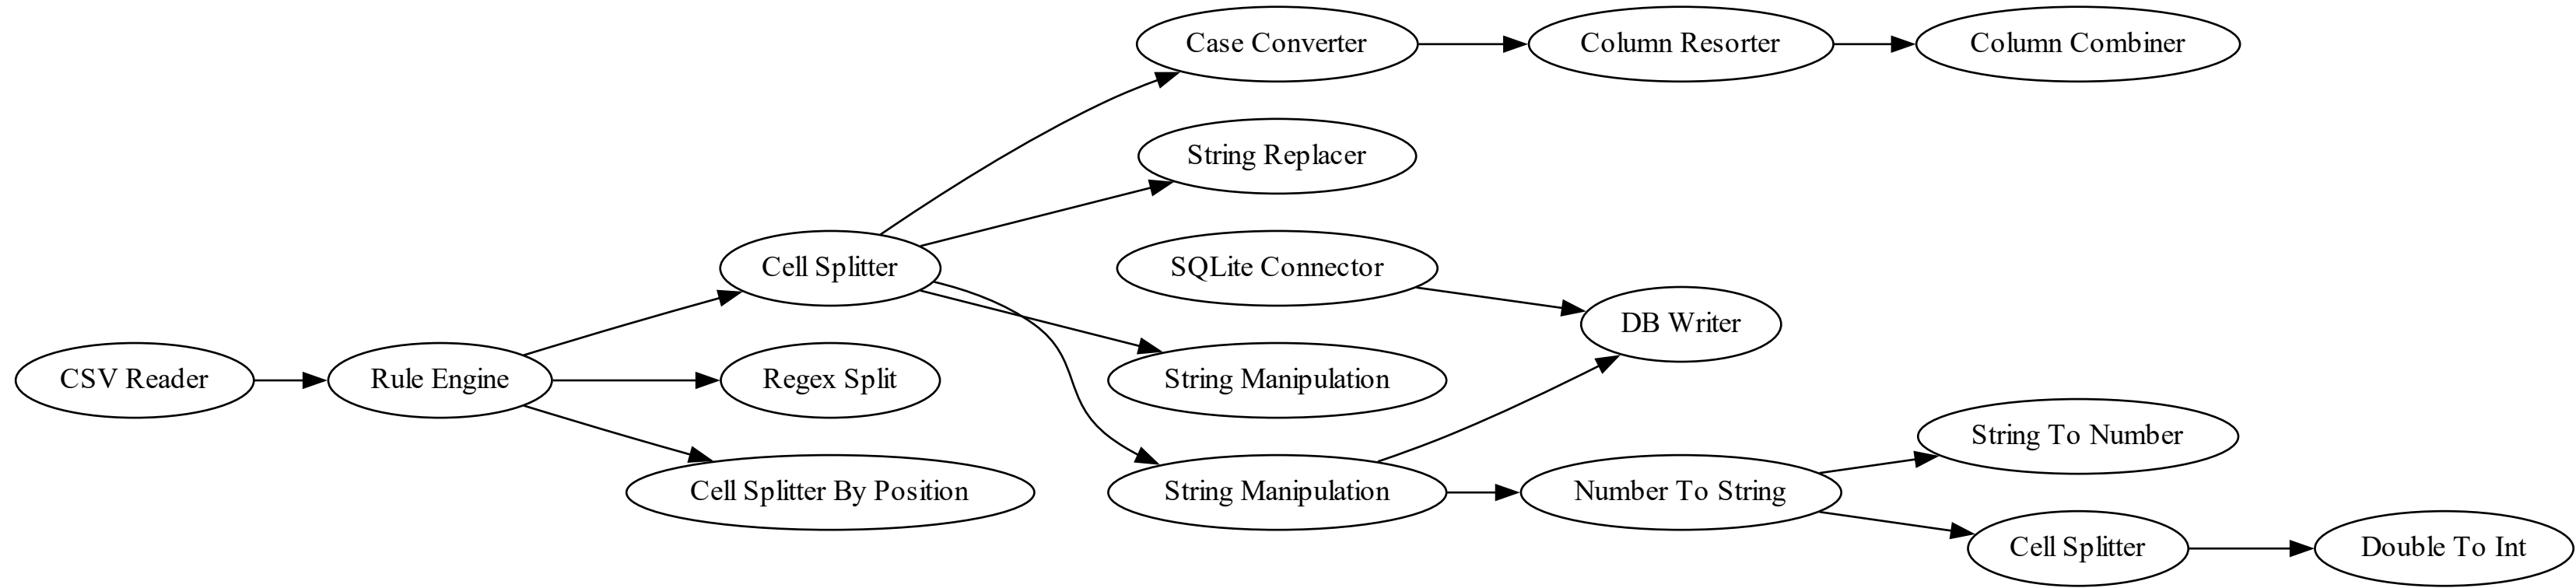 Case Converter
Column Resorter
Column Combiner
String Replacer
Cell Splitter
SQLite Connector
DB Writer
CSV Reader
Rule Engine
Regex Split
String Manipulation
String To Number
Cell Splitter By Position
String Manipulation
Number To String
Cell Splitter
Double To Int